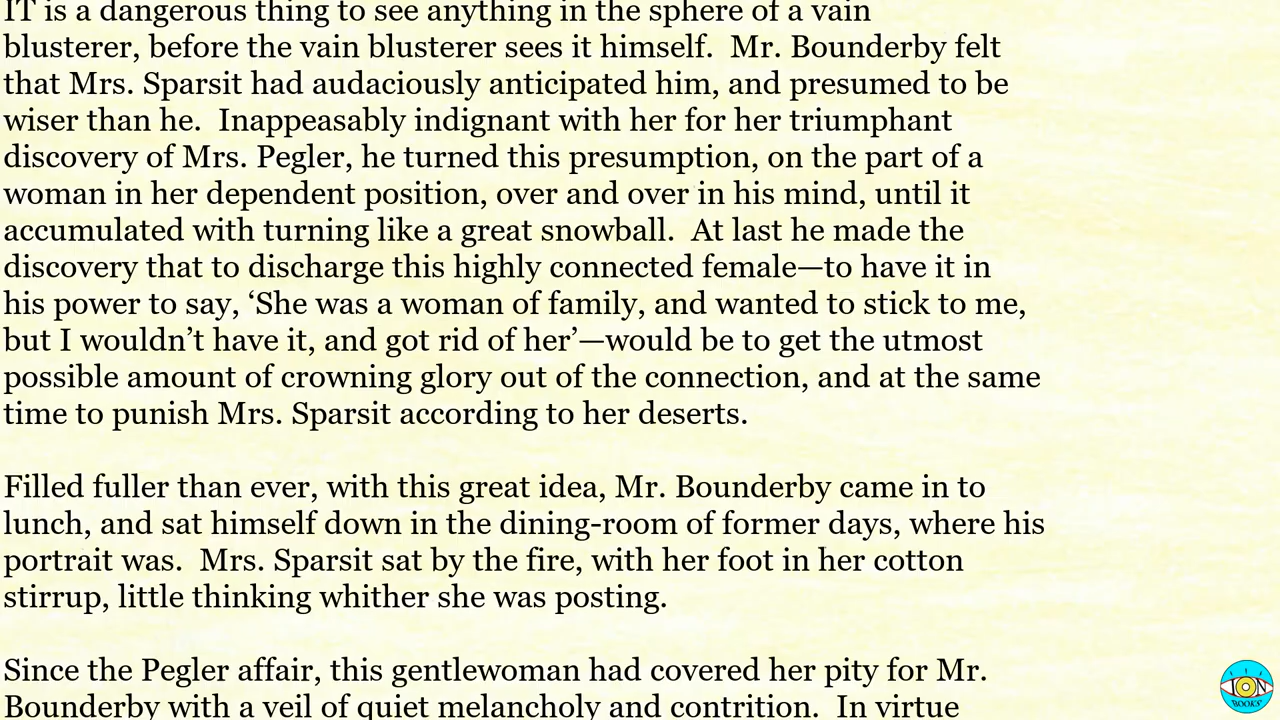 IT is a dangerous thing to see anything in the sphere of a vain
blusterer, before the vain blusterer sees it himself.  Mr. Bounderby felt
that Mrs. Sparsit had audaciously anticipated him, and presumed to be
wiser than he.  Inappeasably indignant with her for her triumphant
discovery of Mrs. Pegler, he turned this presumption, on the part of a
woman in her dependent position, over and over in his mind, until it
accumulated with turning like a great snowball.  At last he made the
discovery that to discharge this highly connected female—to have it in
his power to say, ‘She was a woman of family, and wanted to stick to me,
but I wouldn’t have it, and got rid of her’—would be to get the utmost
possible amount of crowning glory out of the connection, and at the same
time to punish Mrs. Sparsit according to her deserts.
Filled fuller than ever, with this great idea, Mr. Bounderby came in to
lunch, and sat himself down in the dining-room of former days, where his
portrait was.  Mrs. Sparsit sat by the fire, with her foot in her cotton
stirrup, little thinking whither she was posting.
Since the Pegler affair, this gentlewoman had covered her pity for Mr.
Bounderby with a veil of quiet melancholy and contrition.  In virtue
ION
BOOKS